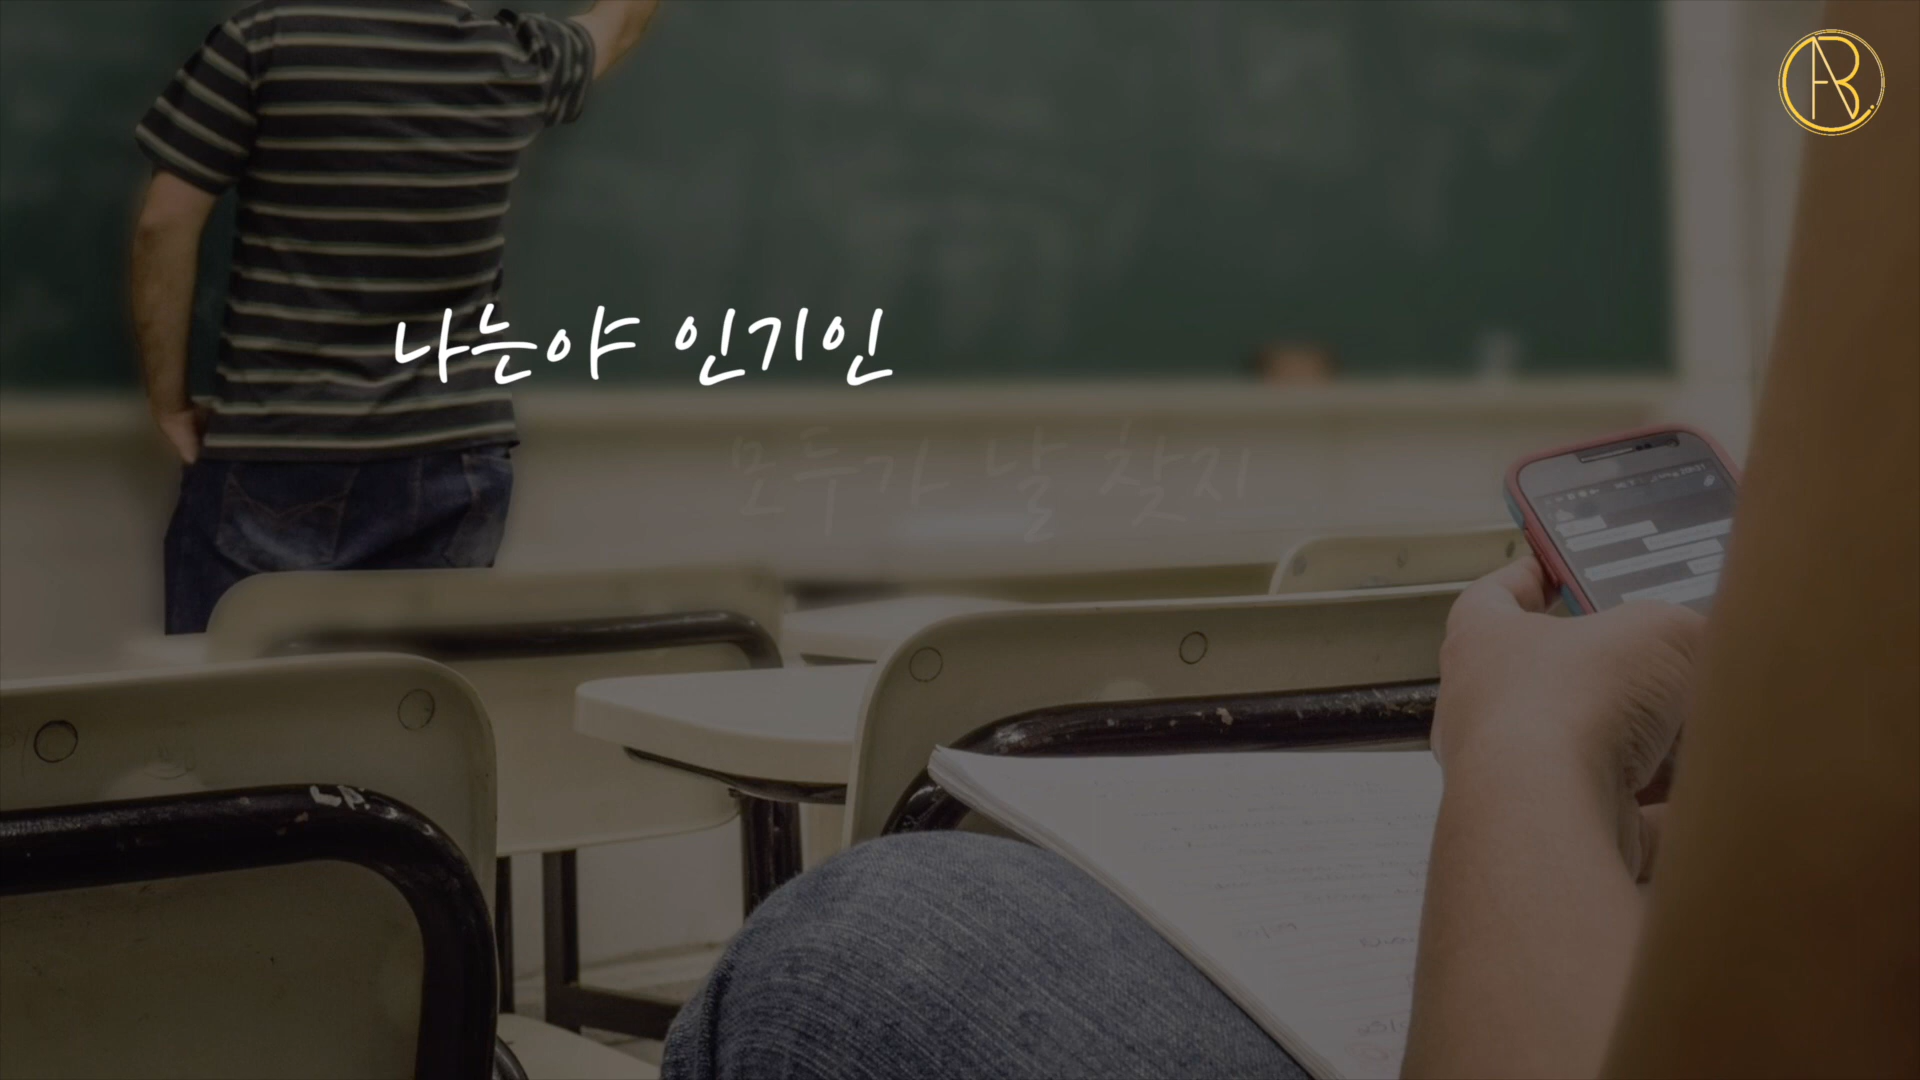 나는야 인기인
모두가 날 찾지